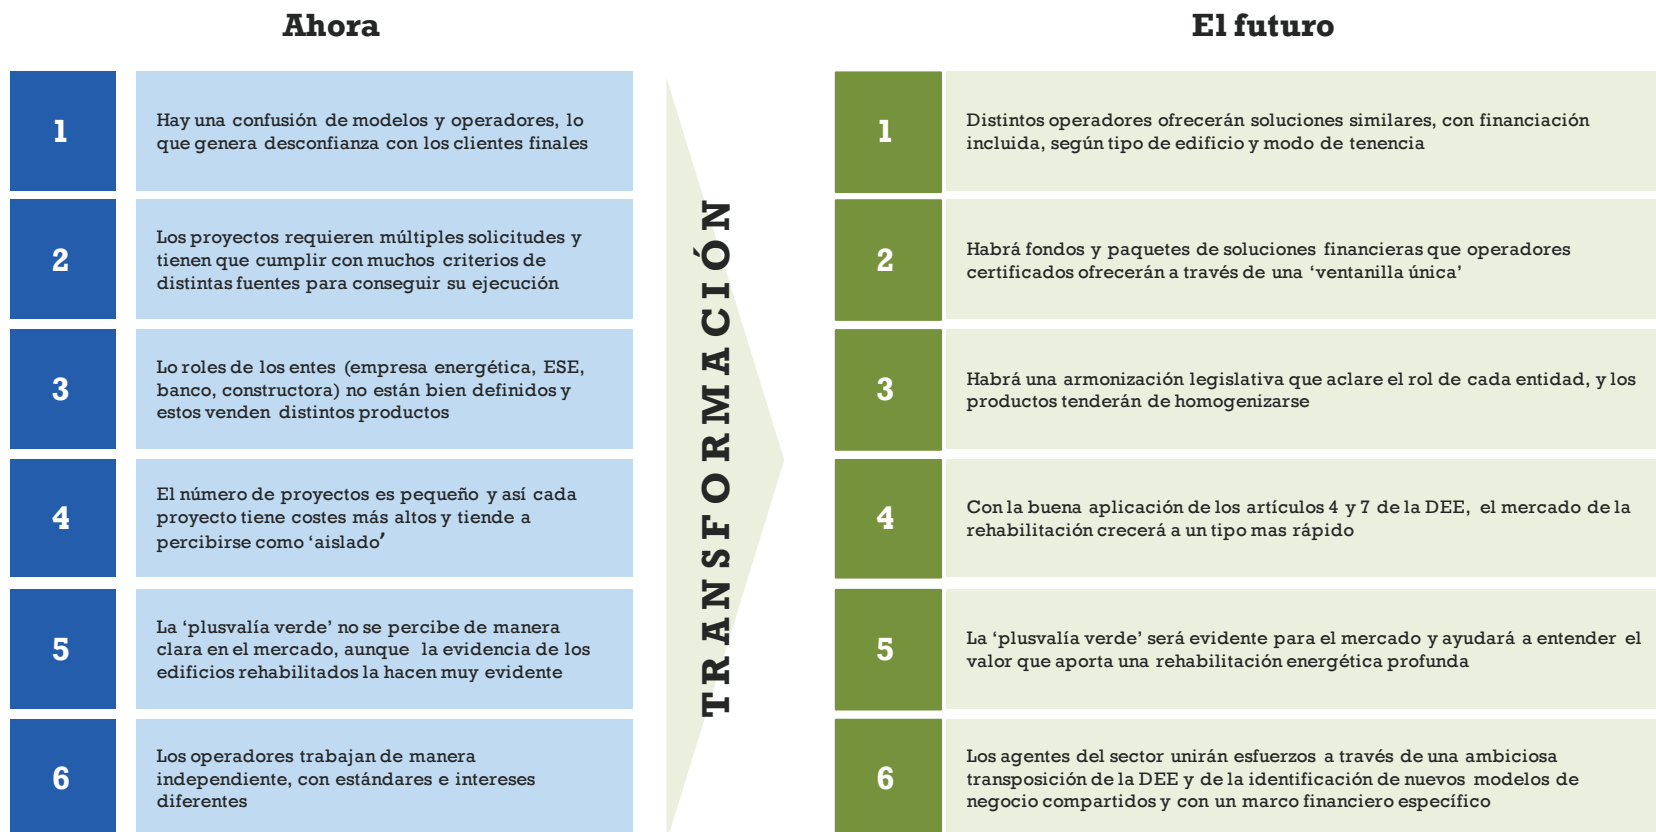 Ahora
1
Hay una confusión de modelos y operadores, lo
que genera desconfianza con los clientes finales
2
Los proyectos requieren múltiples solicitudes y
tienen que cumplir con muchos criterios de
distintas fuentes para conseguir su ejecución
3
Lo roles de los entes (empresa energética, ESE,
banco, constructora) no están bien definidos y
estos venden distintos productos
4
El número de proyectos es pequeño y así cada
proyecto tiene costes más altos y tiende a
percibirse como ‘aislado’
5
La ‘plusvalía verde’ no se percibe de manera
clara en el mercado, aunque la evidencia de los
edificios rehabilitados la hacen muy evidente
6
Los operadores trabajan de manera
independiente, con estándares e intereses
diferentes
TRANSFORMACIÓN
El futuro
1
Distintos operadores ofrecerán soluciones similares, con financiación
incluida, según tipo de edificio y modo de tenencia
2
Habrá fondos y paquetes de soluciones financieras que operadores
certificados ofrecerán a través de una ‘ventanilla única’
3
Habrá una armonización legislativa que aclare el rol de cada entidad, y los
productos tenderán de homogenizarse
4
Con la buena aplicación de los artículos 4 y 7 de la DEE, el mercado de la
rehabilitación crecerá a un tipo mas rápido
5
La ‘plusvalía verde’ será evidente para el mercado y ayudará a entender el
valor que aporta una rehabilitación energética profunda
6
Los agentes del sector unirán esfuerzos a través de una ambiciosa
transposición de la DEE y de la identificación de nuevos modelos de
negocio compartidos y con un marco financiero específico